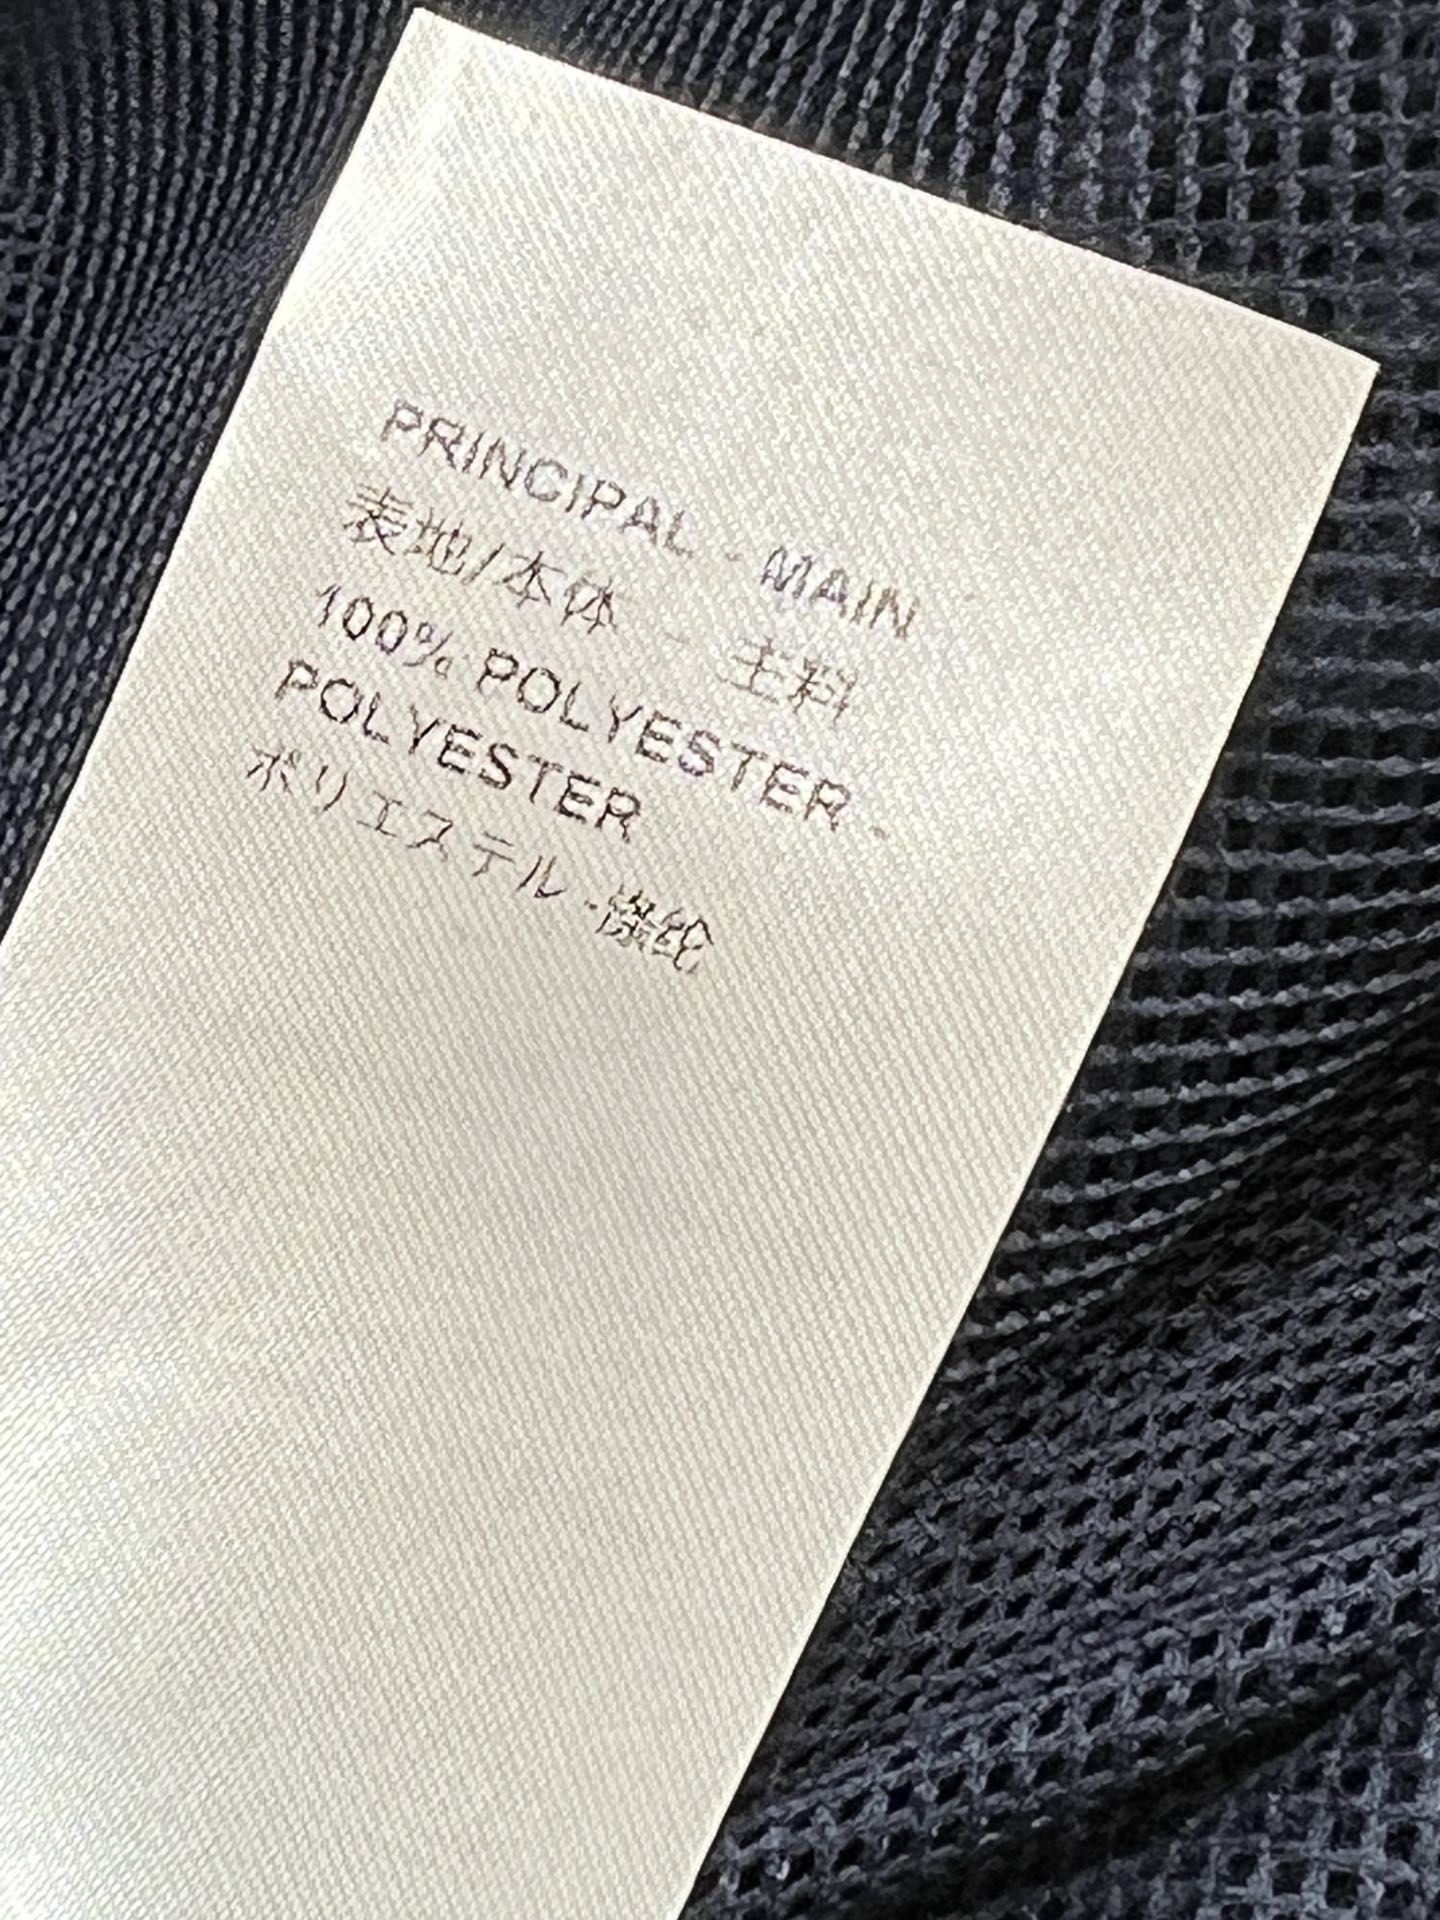 PRINCIPAL - MAIN
表地/本体 - 主料
100% POLYESTER -
POLYESTER
ポリエステル -涤纶